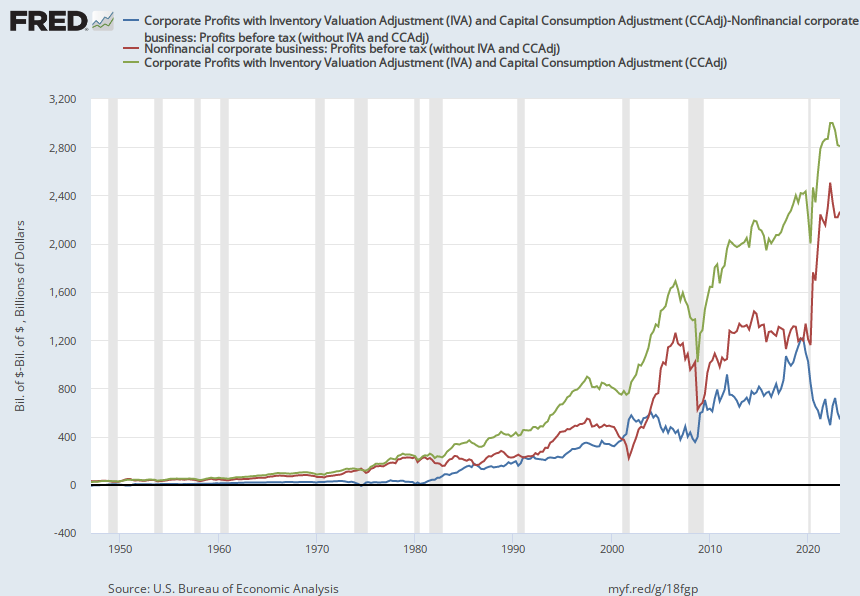 FRED
Corporate Profits with Inventory Valuation Adjustment (IVA) and Capital Consumption Adjustment (CCAdj)-Nonfinancial corporate
business: Profits before tax (without IVA and CCAdj)
Nonfinancial corporate business: Profits before tax (without IVA and CCAdj)
Corporate Profits with Inventory Valuation Adjustment (IVA) and Capital Consumption Adjustment (CCAdj)
Bil. of $-Bil. of $ , Billions of Dollars
3,200
2,800
2,400
2,000
1,600
1,200
800
400
0
-400
1950 1960 1970 1980 1990 2000 2010 2020
Source: U.S. Bureau of Economic Analysis myf.red/g/18fgp